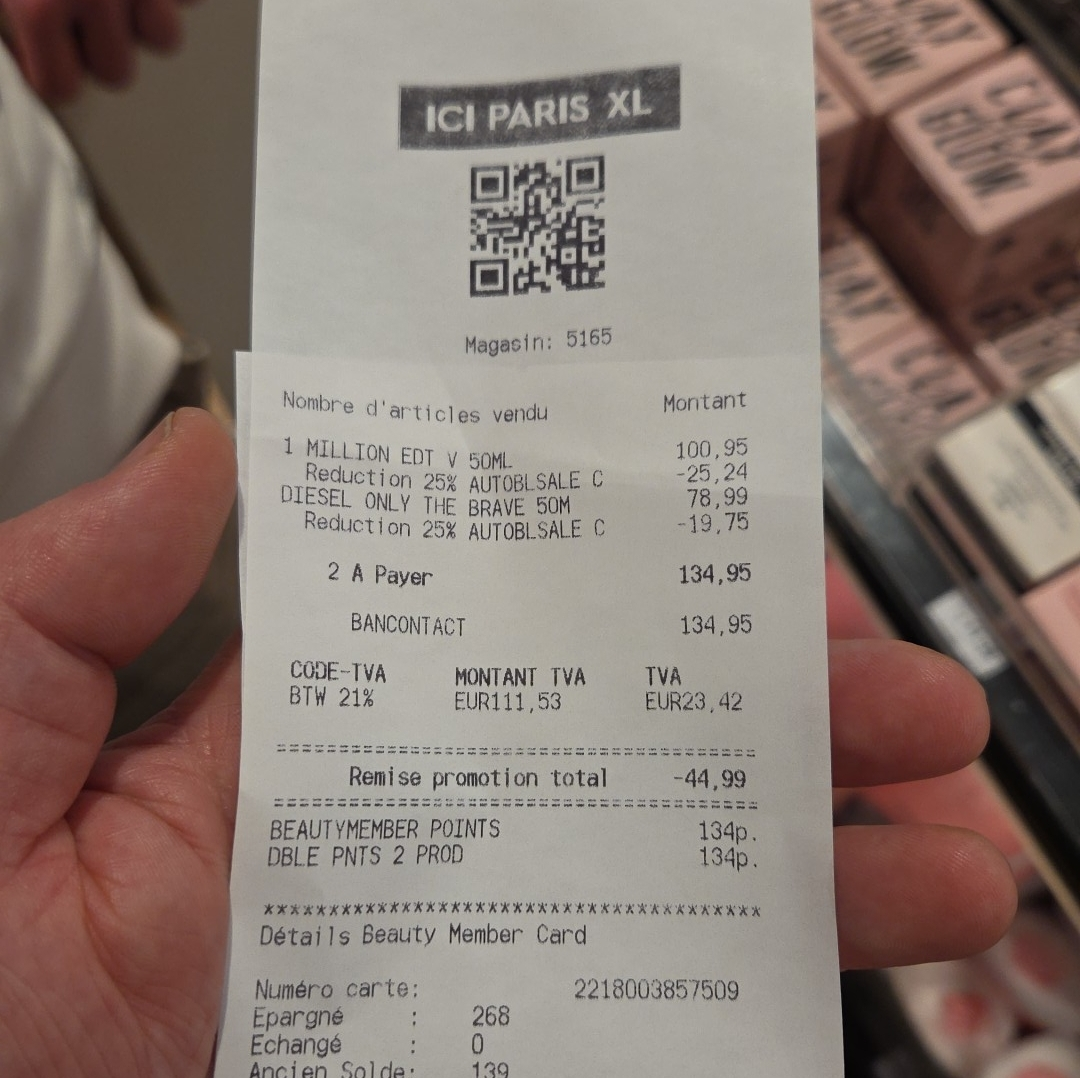 ICI PARIS XL
Magasin: 5165
Nombre d'articles vendu Montant
1 MILLION EDT V 50ML 100,95
Reduction 25% AUTOBLSALE C -25,24
DIESEL ONLY THE BRAVE 50M 78,99
Reduction 25% AUTOBLSALE C -19,75
2 A Payer 134,95
BANCONTACT 134,95
CODE-TVA MONTANT TVA TVA
BTW 21% EUR111,53 EUR23,42
=====================================
Remise promotion total -44,99
=====================================
BEAUTYMEMBER POINTS 134p.
DBLE PNTS 2 PROD 134p.
**************************************
Détails Beauty Member Card
Numéro carte: 2218003857509
Epargné : 268
Echangé : 0
Ancien Solde: 139